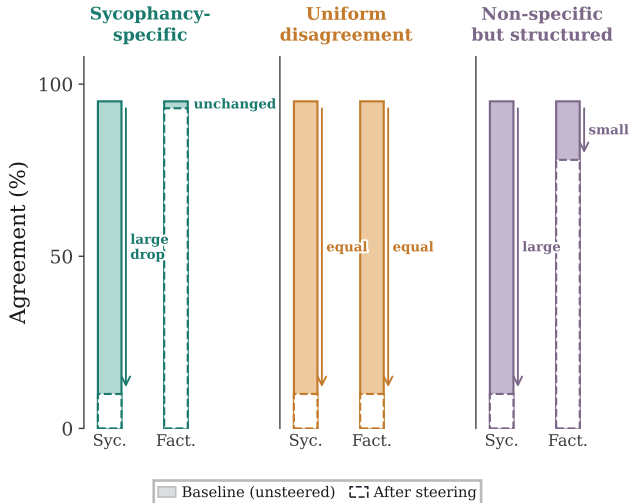 Sycophancy-
specific
Uniform
disagreement
Non-specific
but structured
Agreement (%)
100
50
0
unchanged
large
drop
equal
equal
small
large
Syc.
Fact.
Syc.
Fact.
Syc.
Fact.
Baseline (unsteered)
After steering